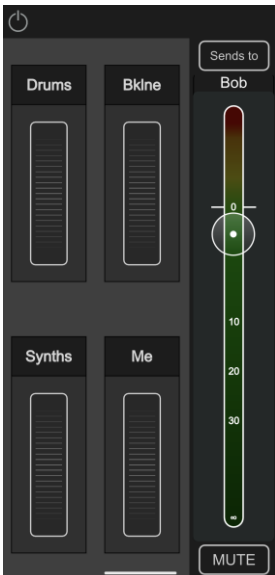 Sends to
Drums
Bklne
Bob
0
10
20
30
∞
Synths
Me
MUTE